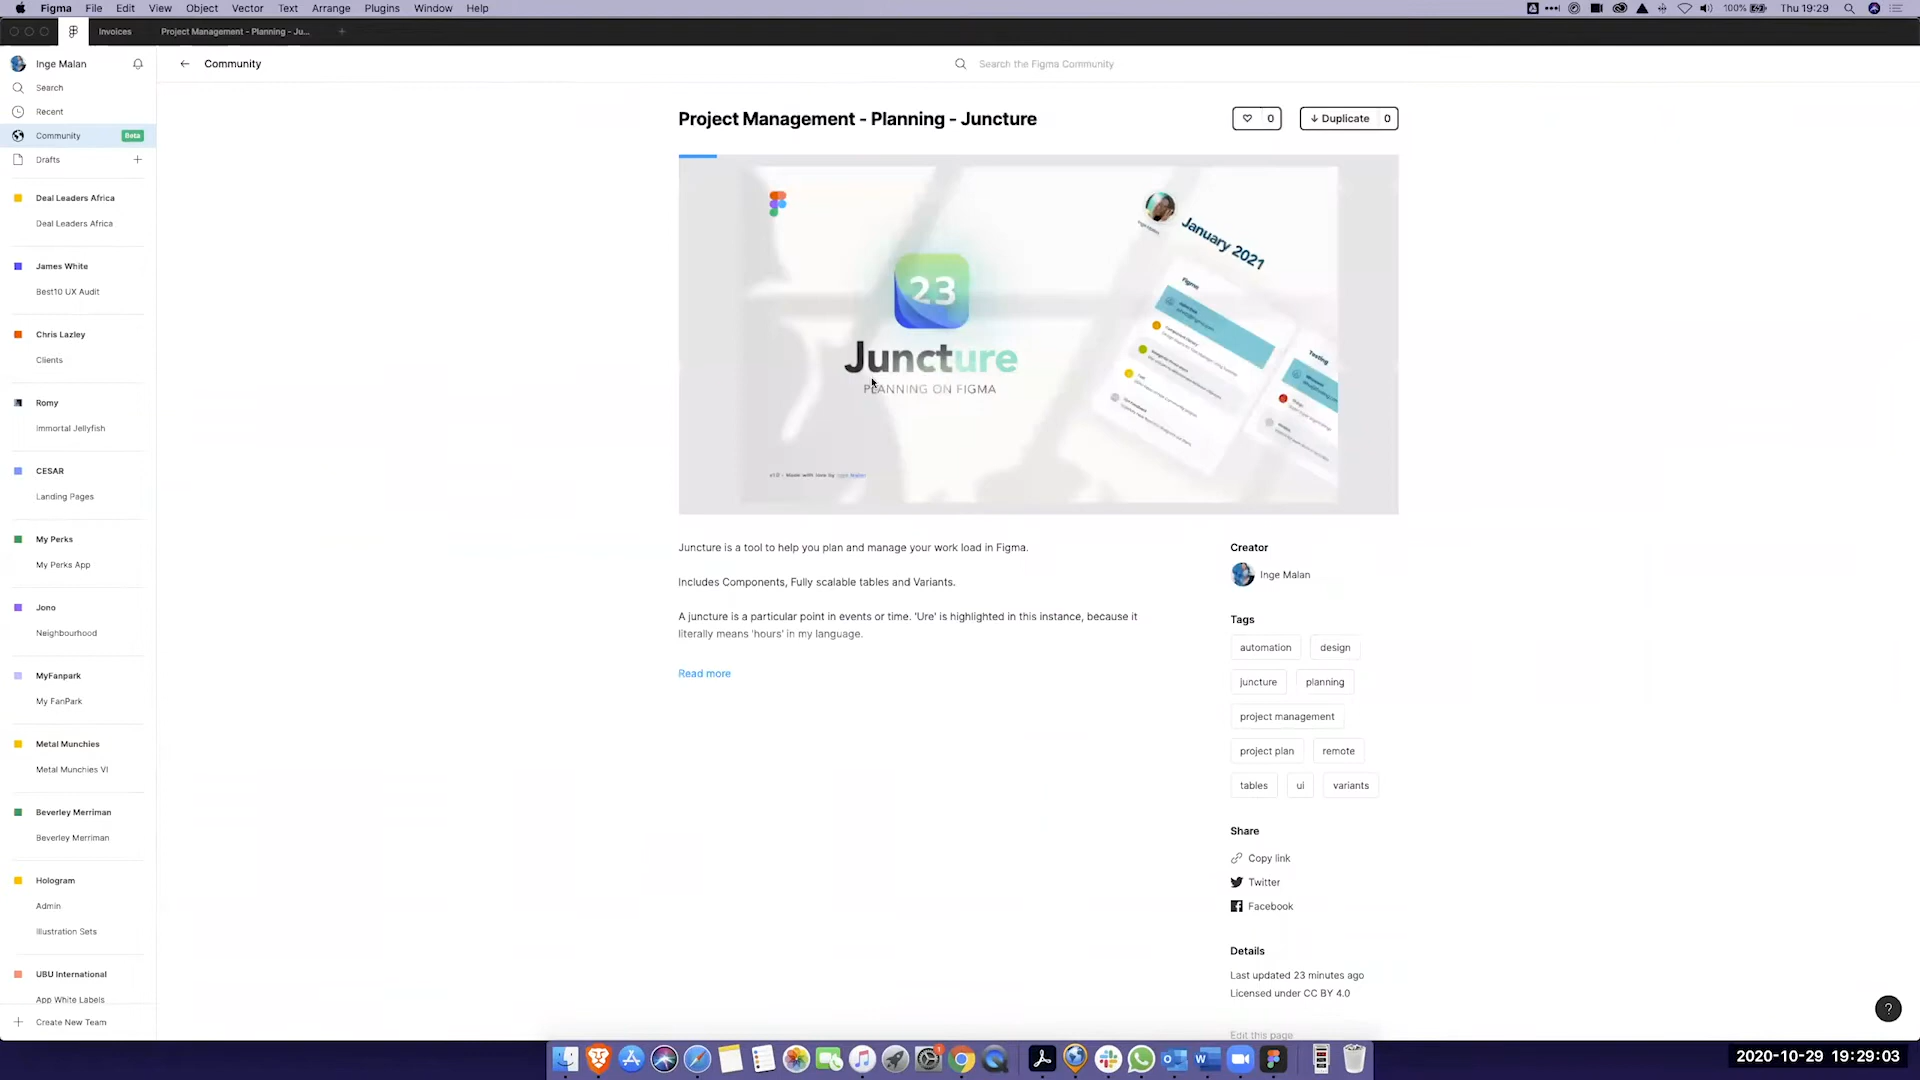 Figma File Edit View Object Vector Text Arrange Plugins Window Help 100% Thu 19:29
Invoices Project Management - Planning - Ju...
Inge Malan
Community
Search the Figma Community
Search
Recent
Community Beta
Drafts
Deal Leaders Africa
Deal Leaders Africa
James White
Best10 UX Audit
Chris Lazley
Clients
Romy
Immortal Jellyfish
CESAR
Landing Pages
My Perks
My Perks App
Jono
Neighbourhood
MyFanpark
My FanPark
Metal Munchies
Metal Munchies VI
Beverley Merriman
Beverley Merriman
Hologram
Admin
Illustration Sets
UBU International
App White Labels
Create New Team
Project Management - Planning - Juncture
0
Duplicate 0
23
Juncture
PLANNING ON FIGMA
January 2021
Figma
Testing
Juncture is a tool to help you plan and manage your work load in Figma.
Includes Components, Fully scalable tables and Variants.
A juncture is a particular point in events or time. 'Ure' is highlighted in this instance, because it
literally means 'hours' in my language.
Read more
Creator
Inge Malan
Tags
automation design
juncture planning
project management
project plan remote
tables ui variants
Share
Copy link
Twitter
Facebook
Details
Last updated 23 minutes ago
Licensed under CC BY 4.0
Edit this page
?
2020-10-29 19:29:03